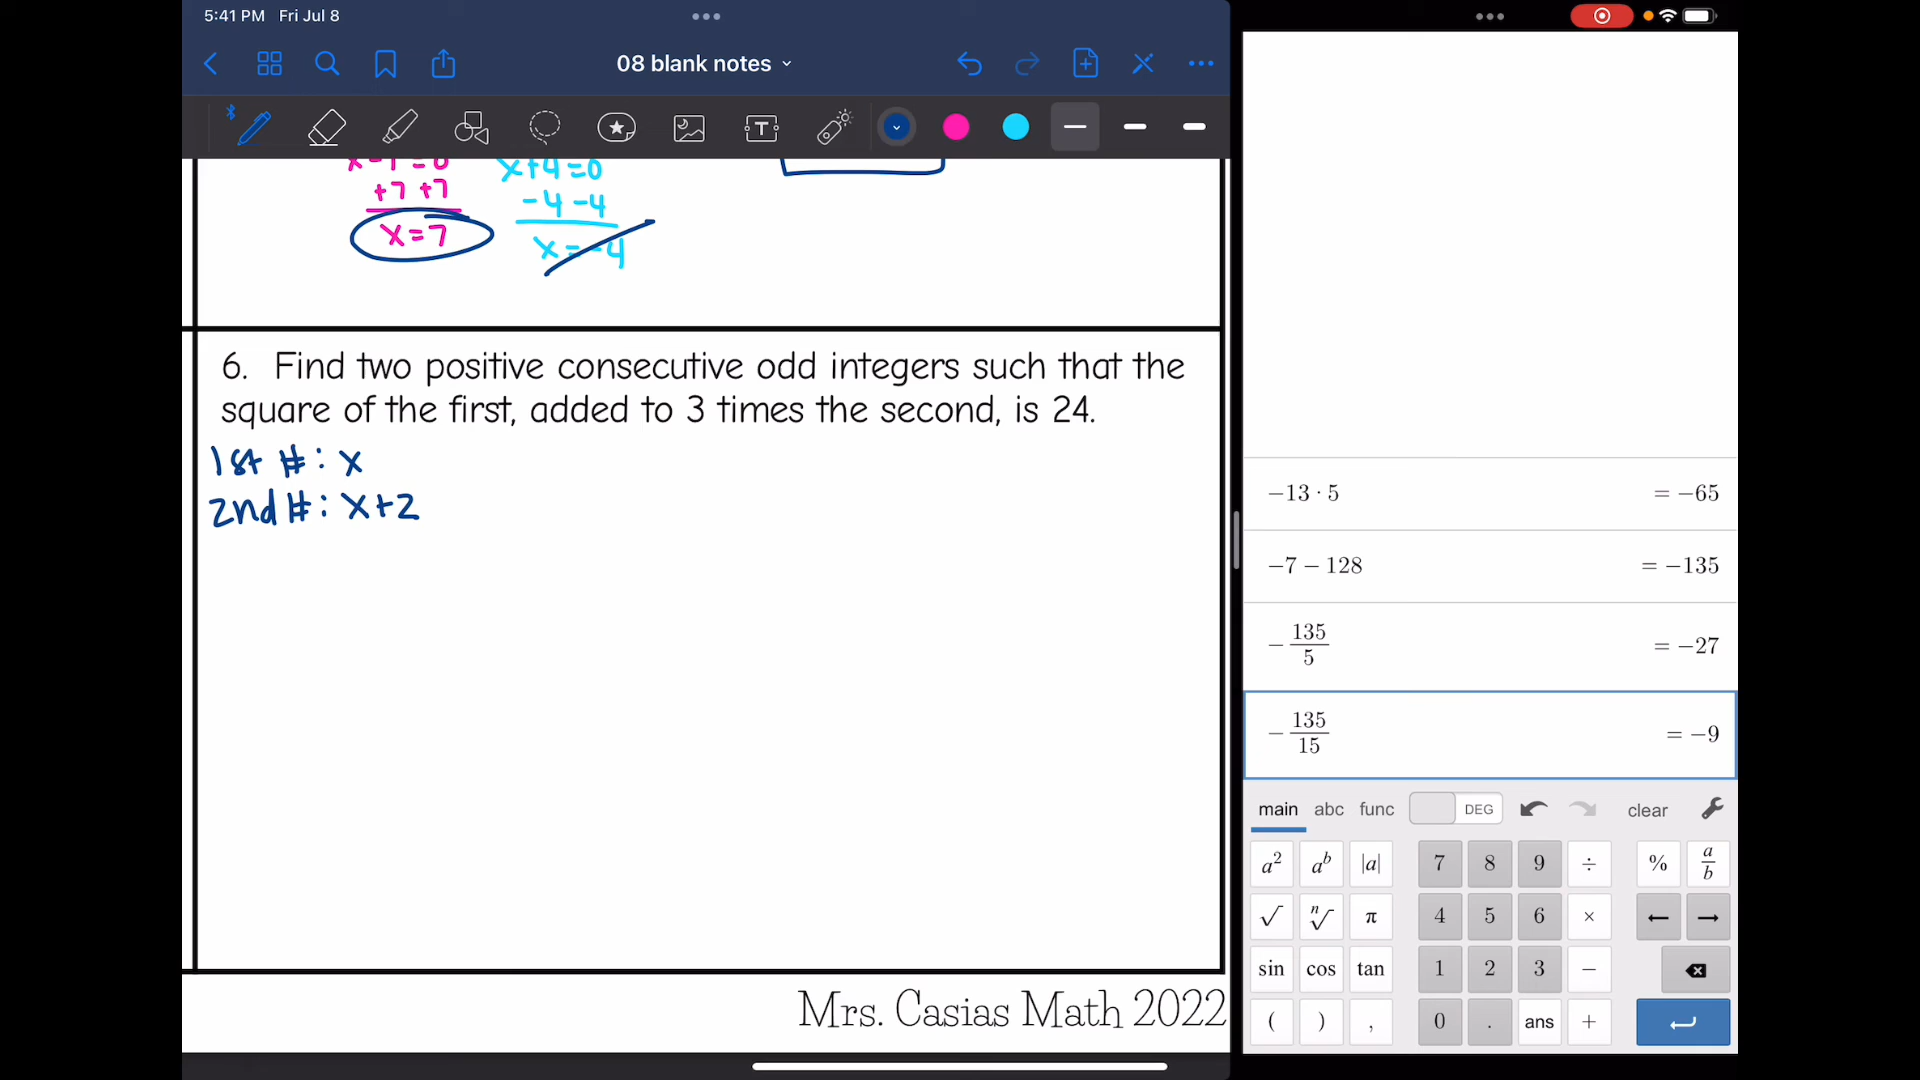 5:41 PM Fri Jul 8
08 blank notes
x-7=0
+7 +7
x=7
x+4=0
-4 -4
x=-4
6. Find two positive consecutive odd integers such that the
square of the first, added to 3 times the second, is 24.
1st #: x
2nd #: x+2
Mrs. Casias Math 2022
−13 · 5 = −65
−7 − 128 = −135
−135/5 = −27
−135/15 = −9
main abc func DEG clear
a² aᵇ |a| 7 8 9 ÷ % a/b
√ ⁿ√ π 4 5 6 × ← →
sin cos tan 1 2 3 −
( ) , 0 . ans +